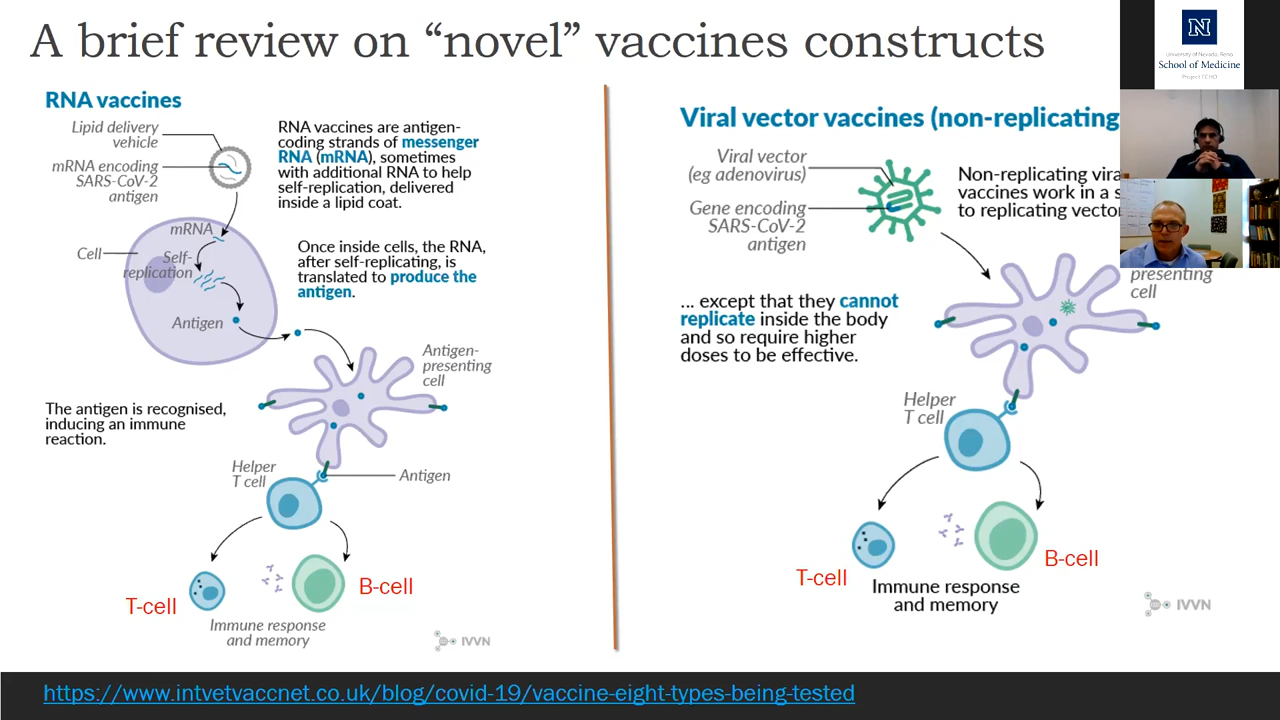 A brief review on “novel” vaccines constructs
RNA vaccines
Lipid delivery
vehicle
mRNA encoding
SARS-CoV-2
antigen
RNA vaccines are antigen-
coding strands of messenger
RNA (mRNA), sometimes
with additional RNA to help
self-replication, delivered
inside a lipid coat.
mRNA
Cell
Self-
replication
Antigen
Once inside cells, the RNA,
after self-replicating, is
translated to produce the
antigen.
Antigen-
presenting
cell
The antigen is recognised,
inducing an immune
reaction.
Helper
T cell
Antigen
T-cell
B-cell
Immune response
and memory
IVVN
Viral vector vaccines (non-replicating
Viral vector
(eg adenovirus)
Gene encoding
SARS-CoV-2
antigen
Non-replicating vira
vaccines work in a s
to replicating vector
... except that they cannot
replicate inside the body
and so require higher
doses to be effective.
presenting
cell
Helper
T cell
T-cell
B-cell
Immune response
and memory
IVVN
N
University of Nevada, Reno
School of Medicine
Project ECHO
https://www.intvetvaccnet.co.uk/blog/covid-19/vaccine-eight-types-being-tested